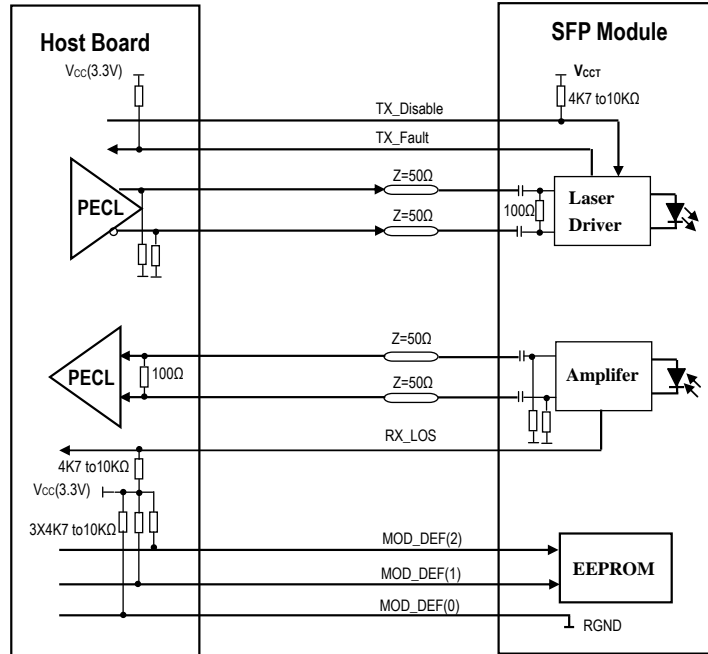 Host Board
SFP Module
VCC(3.3V)
VCCT
4K7 to10KΩ
TX_Disable
TX_Fault
Z=50Ω
PECL
100Ω
Laser
Driver
Z=50Ω
Z=50Ω
PECL
100Ω
Z=50Ω
Amplifer
RX_LOS
4K7 to10KΩ
VCC(3.3V)
3X4K7 to10KΩ
MOD_DEF(2)
MOD_DEF(1)
EEPROM
MOD_DEF(0)
RGND